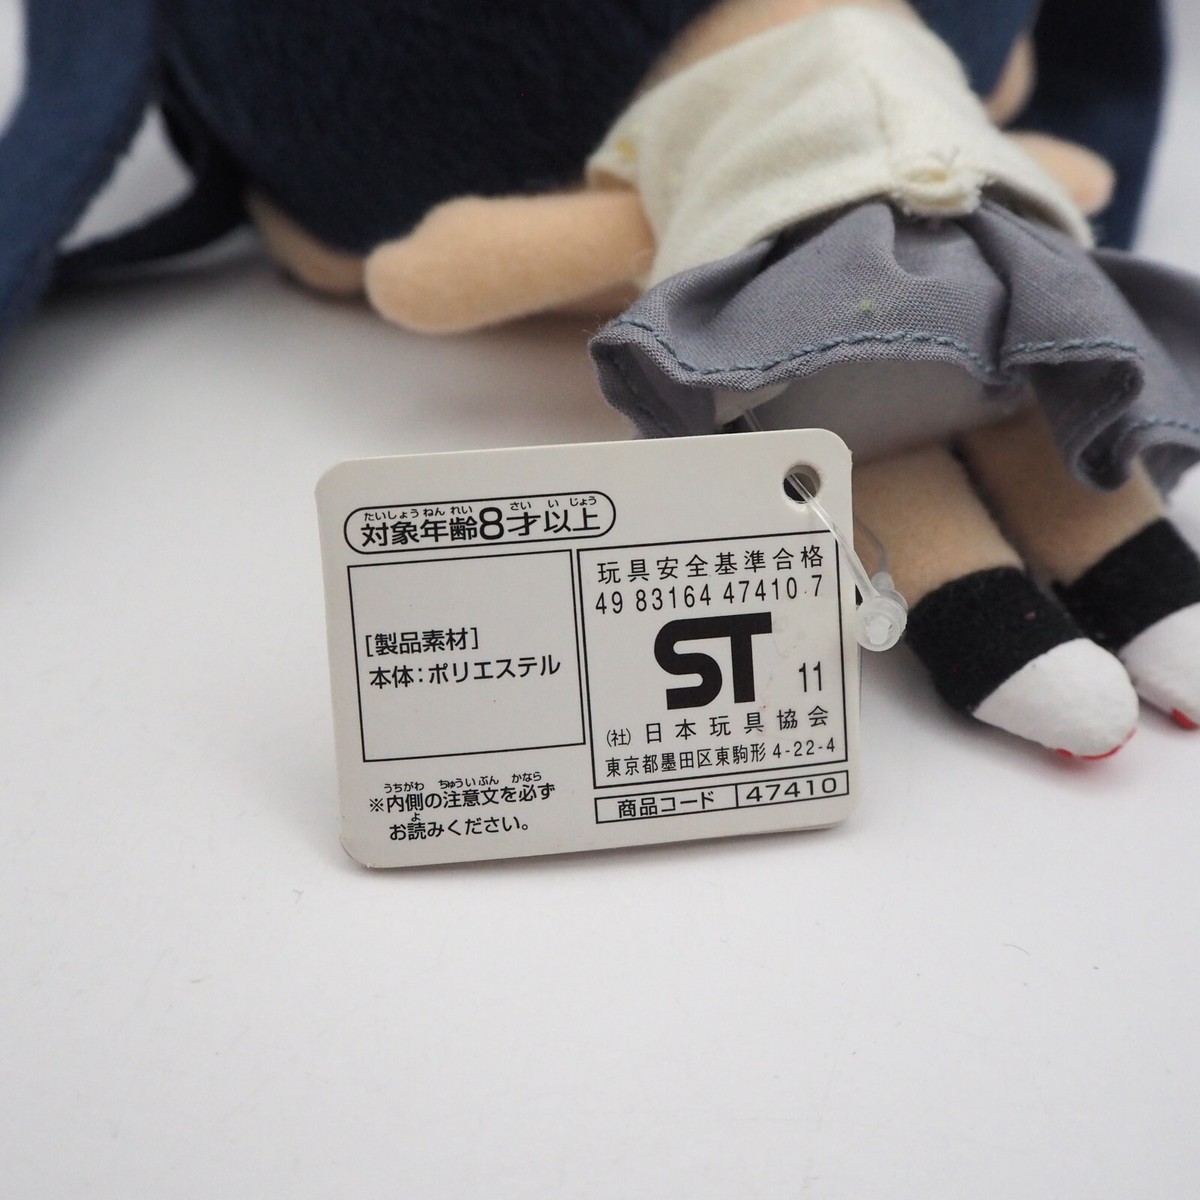 たいしょうねんれい さいいじょう
対象年齢8才以上
[製品素材]
本体:ポリエステル
うちがわ ちゅういぶん かなら
※内側の注意文を必ず
よ
お読みください。
玩具安全基準合格
49 83164 47410 7
ST 11
(社)日本玩具協会
東京都墨田区東駒形 4-22-4
商品コード 47410